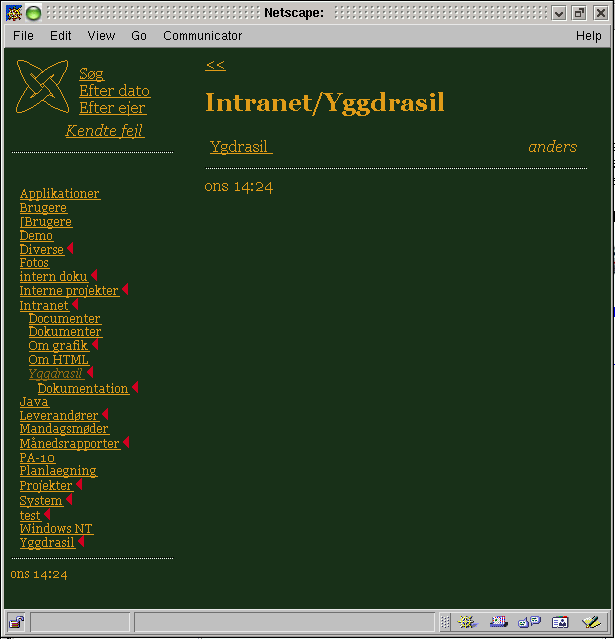 Netscape:
File Edit View Go Communicator Help
Søg
Efter dato
Efter ejer
Kendte fejl
<<
Intranet/Yggdrasil
Ygdrasil anders
ons 14:24
Applikationer
Brugere
[Brugere
Demo
Diverse
Fotos
intern doku
Interne projekter
Intranet
Documenter
Dokumenter
Om grafik
Om HTML
Yggdrasil
Dokumentation
Java
Leverandører
Mandagsmøder
Månedsrapporter
PA-10
Planlaegning
Projekter
System
test
Windows NT
Yggdrasil
ons 14:24